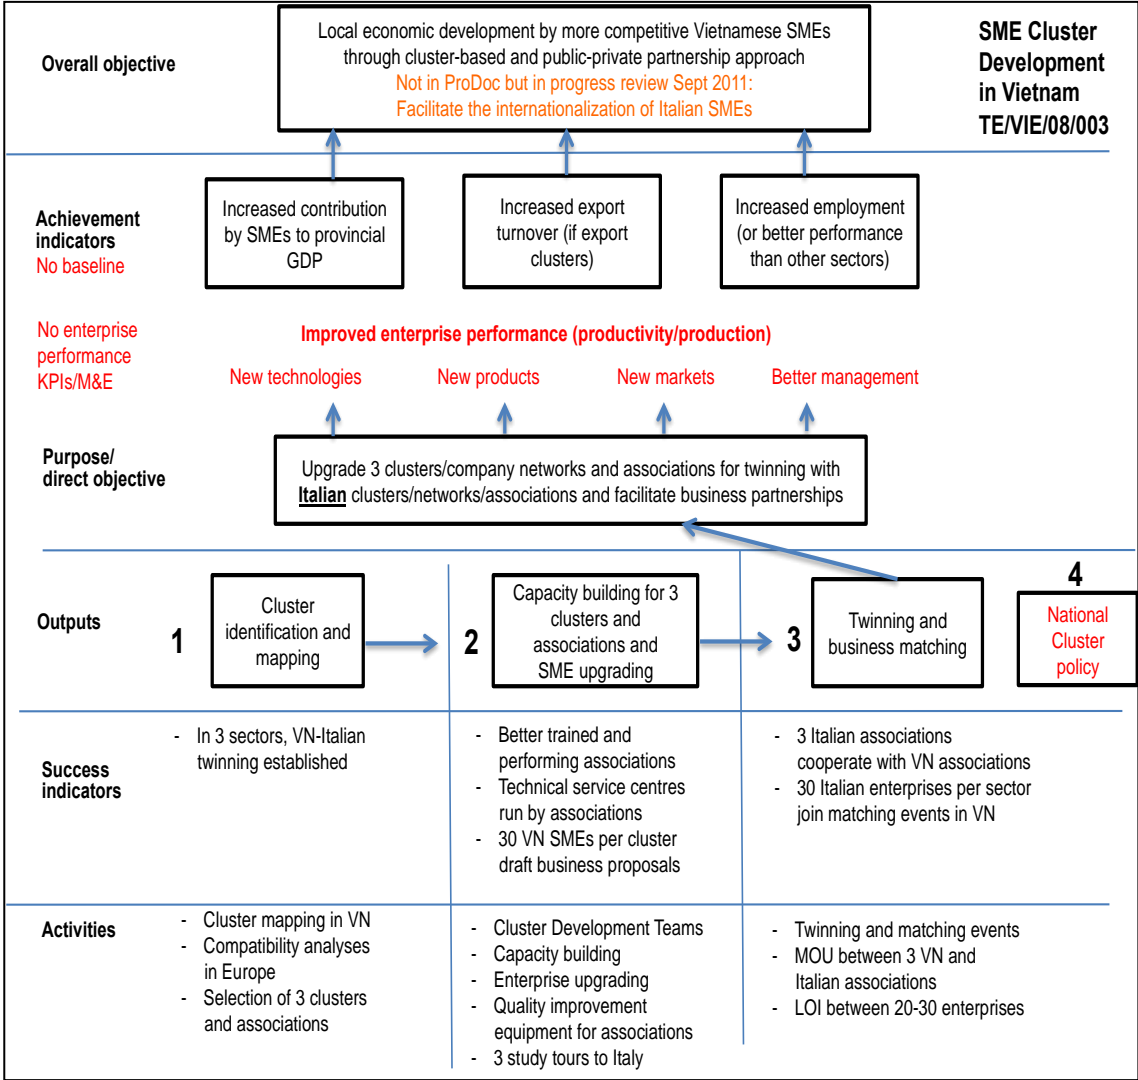 SME Cluster
Development
in Vietnam
TE/VIE/08/003
Overall objective
Local economic development by more competitive Vietnamese SMEs
through cluster-based and public-private partnership approach
Not in ProDoc but in progress review Sept 2011:
Facilitate the internationalization of Italian SMEs
Achievement
indicators
No baseline
Increased contribution
by SMEs to provincial
GDP
Increased export
turnover (if export
clusters)
Increased employment
(or better performance
than other sectors)
No enterprise
performance
KPIs/M&E
Improved enterprise performance (productivity/production)
New technologies
New products
New markets
Better management
Purpose/
direct objective
Upgrade 3 clusters/company networks and associations for twinning with
Italian clusters/networks/associations and facilitate business partnerships
Outputs
1
Cluster
identification and
mapping
2
Capacity building for 3
clusters and
associations and
SME upgrading
3
Twinning and
business matching
4
National
Cluster
policy
Success
indicators
- In 3 sectors, VN-Italian
twinning established
- Better trained and
performing associations
- Technical service centres
run by associations
- 30 VN SMEs per cluster
draft business proposals
- 3 Italian associations
cooperate with VN associations
- 30 Italian enterprises per sector
join matching events in VN
Activities
- Cluster mapping in VN
- Compatibility analyses
in Europe
- Selection of 3 clusters
and associations
- Cluster Development Teams
- Capacity building
- Enterprise upgrading
- Quality improvement
equipment for associations
- 3 study tours to Italy
- Twinning and matching events
- MOU between 3 VN and
Italian associations
- LOI between 20-30 enterprises